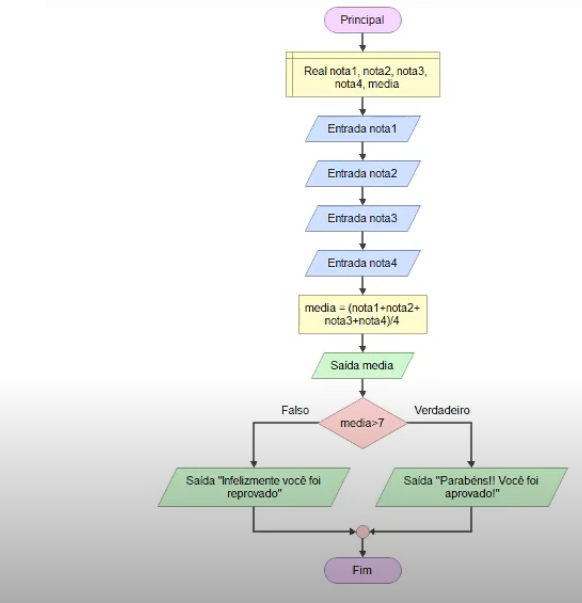 Principal
Real nota1, nota2, nota3,
nota4, media
Entrada nota1
Entrada nota2
Entrada nota3
Entrada nota4
media = (nota1+nota2+
nota3+nota4)/4
Saída media
Falso
Verdadeiro
media>7
Saída "Infelizmente você foi
reprovado"
Saída "Parabéns!! Você foi
aprovado!"
Fim